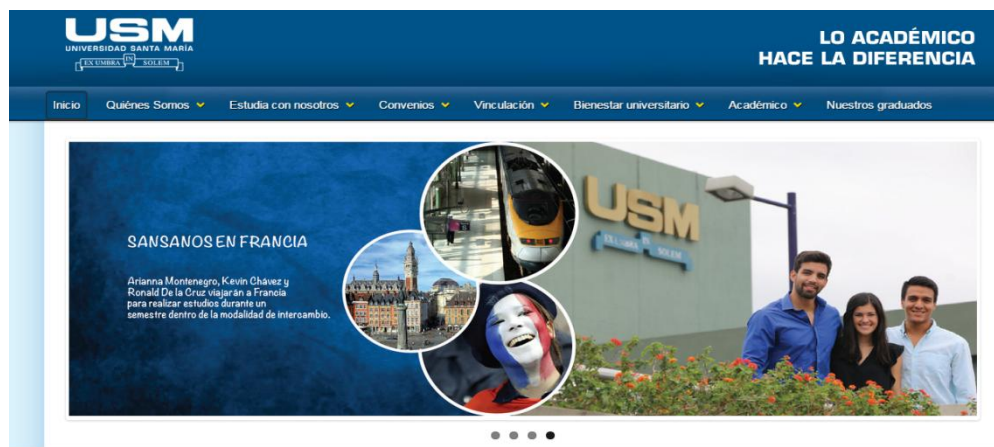 USM
UNIVERSIDAD SANTA MARÍA
EX UMBRA IN SOLEM
LO ACADÉMICO
HACE LA DIFERENCIA
Inicio Quiénes Somos Estudia con nosotros Convenios Vinculación Bienestar universitario Académico Nuestros graduados
SANSANOS EN FRANCIA
Arianna Montenegro, Kevin Chávez y
Ronald De la Cruz viajarán a Francia
para realizar estudios durante un
semestre dentro de la modalidad de intercambio.
USM
EX UMBRA IN SOLEM